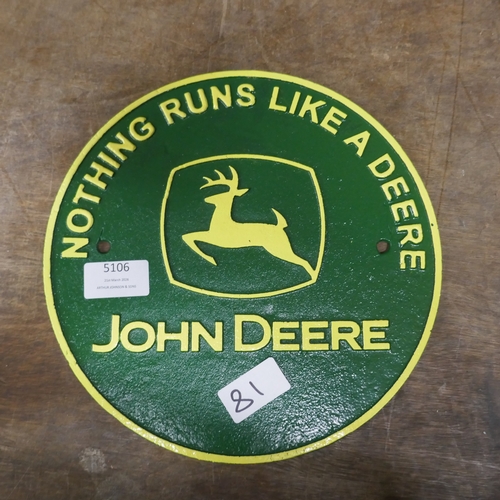 NOTHING RUNS LIKE A DEERE
5106
JOHN DEERE
81